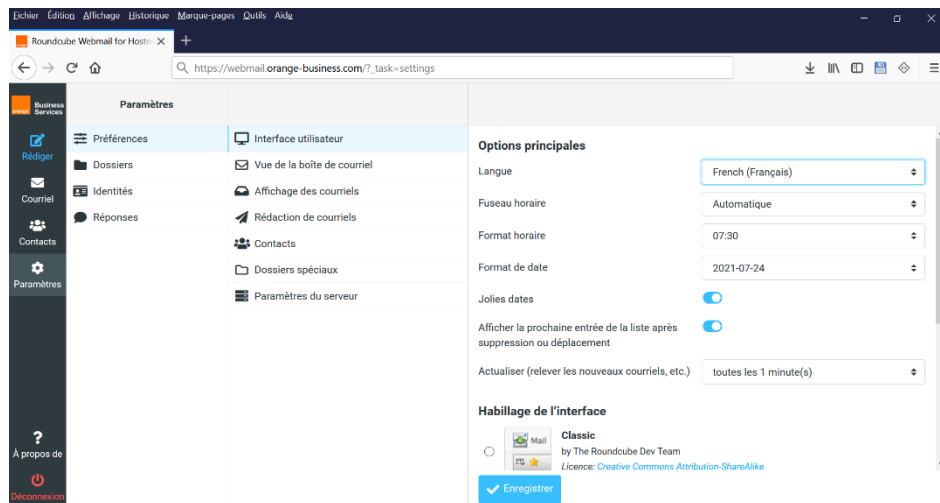 Fichier Édition Affichage Historique Marque-pages Outils Aide
Roundcube Webmail for Hoste
https://webmail.orange-business.com/?_task=settings
orange Business Services
Rédiger
Courriel
Contacts
Paramètres
À propos de
Déconnexion
Paramètres
Préférences
Dossiers
Identités
Réponses
Interface utilisateur
Vue de la boîte de courriel
Affichage des courriels
Rédaction de courriels
Contacts
Dossiers spéciaux
Paramètres du serveur
Options principales
Langue
French (Français)
Fuseau horaire
Automatique
Format horaire
07:30
Format de date
2021-07-24
Jolies dates
Afficher la prochaine entrée de la liste après
suppression ou déplacement
Actualiser (relever les nouveaux courriels, etc.)
toutes les 1 minute(s)
Habillage de l'interface
Mail
Classic
by The Roundcube Dev Team
Licence: Creative Commons Attribution-ShareAlike
Enregistrer